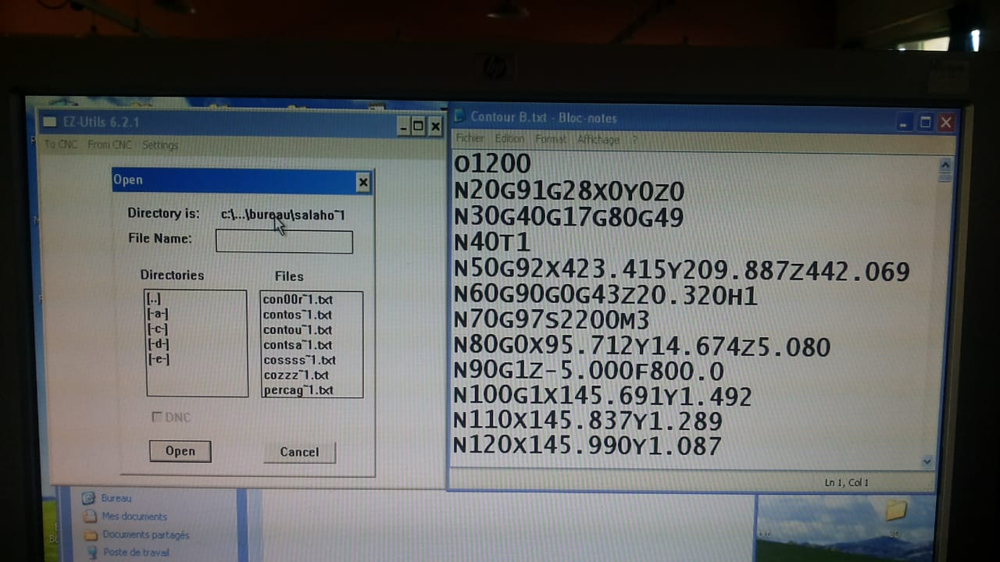 hp
EZ-Utils 6.2.1
To CNC From CNC Settings
Open
Directory is: c:\...\bureau\salaho~1
File Name:
Directories
Files
[..]
[-a-]
[-c-]
[-d-]
[-e-]
con00r~1.txt
contos~1.txt
contou~1.txt
contsa~1.txt
cossss~1.txt
cozzz~1.txt
percag~1.txt
DNC
Open
Cancel
Bureau
Mes documents
Documents partagés
Poste de travail
Contour B.txt - Bloc-notes
Fichier Edition Format Affichage ?
O1200
N20G91G28X0Y0Z0
N30G40G17G80G49
N40T1
N50G92X423.415Y209.887Z442.069
N60G90G0G43Z20.320H1
N70G97S2200M3
N80G0X95.712Y14.674Z5.080
N90G1Z-5.000F800.0
N100G1X145.691Y1.492
N110X145.837Y1.289
N120X145.990Y1.087
Ln 1, Col 1